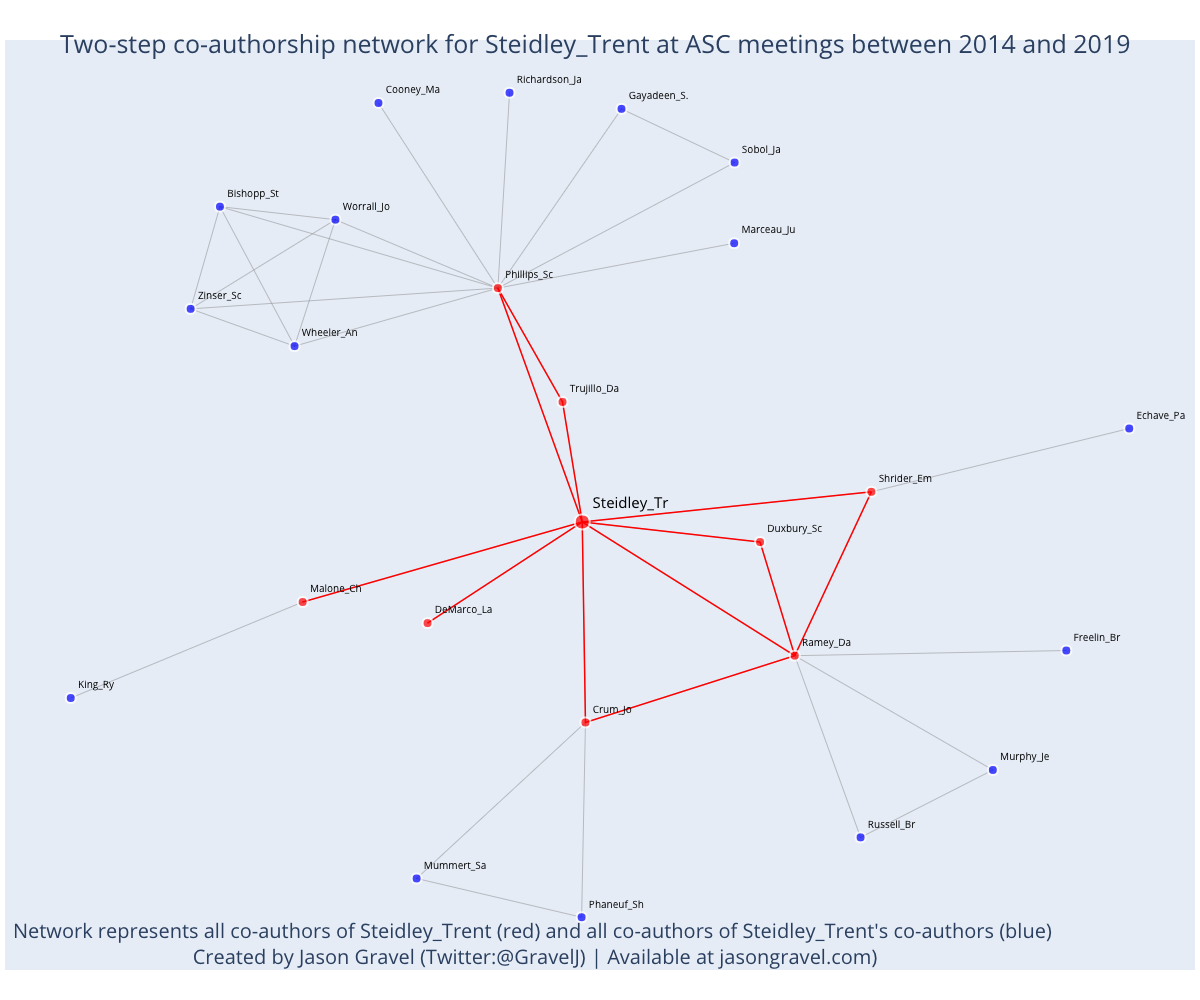 Two-step co-authorship network for Steidley_Trent at ASC meetings between 2014 and 2019
Richardson_Ja
Cooney_Ma
Gayadeen_S.
Sobol_Ja
Bishopp_St
Worrall_Jo
Marceau_Ju
Phillips_Sc
Zinser_Sc
Wheeler_An
Trujillo_Da
Echave_Pa
Shrider_Em
Steidley_Tr
Duxbury_Sc
Malone_Ch
DeMarco_La
Freelin_Br
Ramey_Da
King_Ry
Crum_Jo
Murphy_Je
Russell_Br
Mummert_Sa
Phaneuf_Sh
Network represents all co-authors of Steidley_Trent (red) and all co-authors of Steidley_Trent's co-authors (blue)
Created by Jason Gravel (Twitter:@GravelJ) | Available at jasongravel.com)